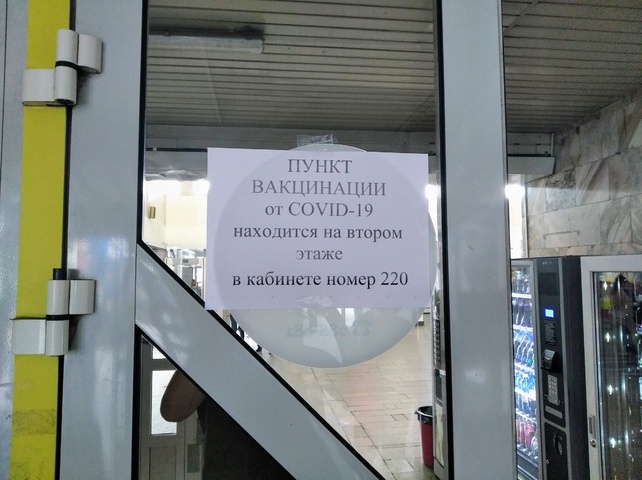 ПУНКТ
ВАКЦИНАЦИИ
от COVID-19
находится на втором
этаже
в кабинете номер 220